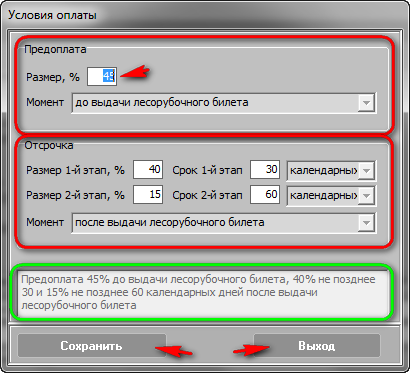 Условия оплаты
Предоплата
Размер, % 45
Момент до выдачи лесорубочного билета
Отсрочка
Размер 1-й этап, % 40 Срок 1-й этап 30 календарных
Размер 2-й этап, % 15 Срок 2-й этап 60 календарных
Момент после выдачи лесорубочного билета
Предоплата 45% до выдачи лесорубочного билета, 40% не позднее
30 и 15% не позднее 60 календарных дней после выдачи
лесорубочного билета
Сохранить Выход